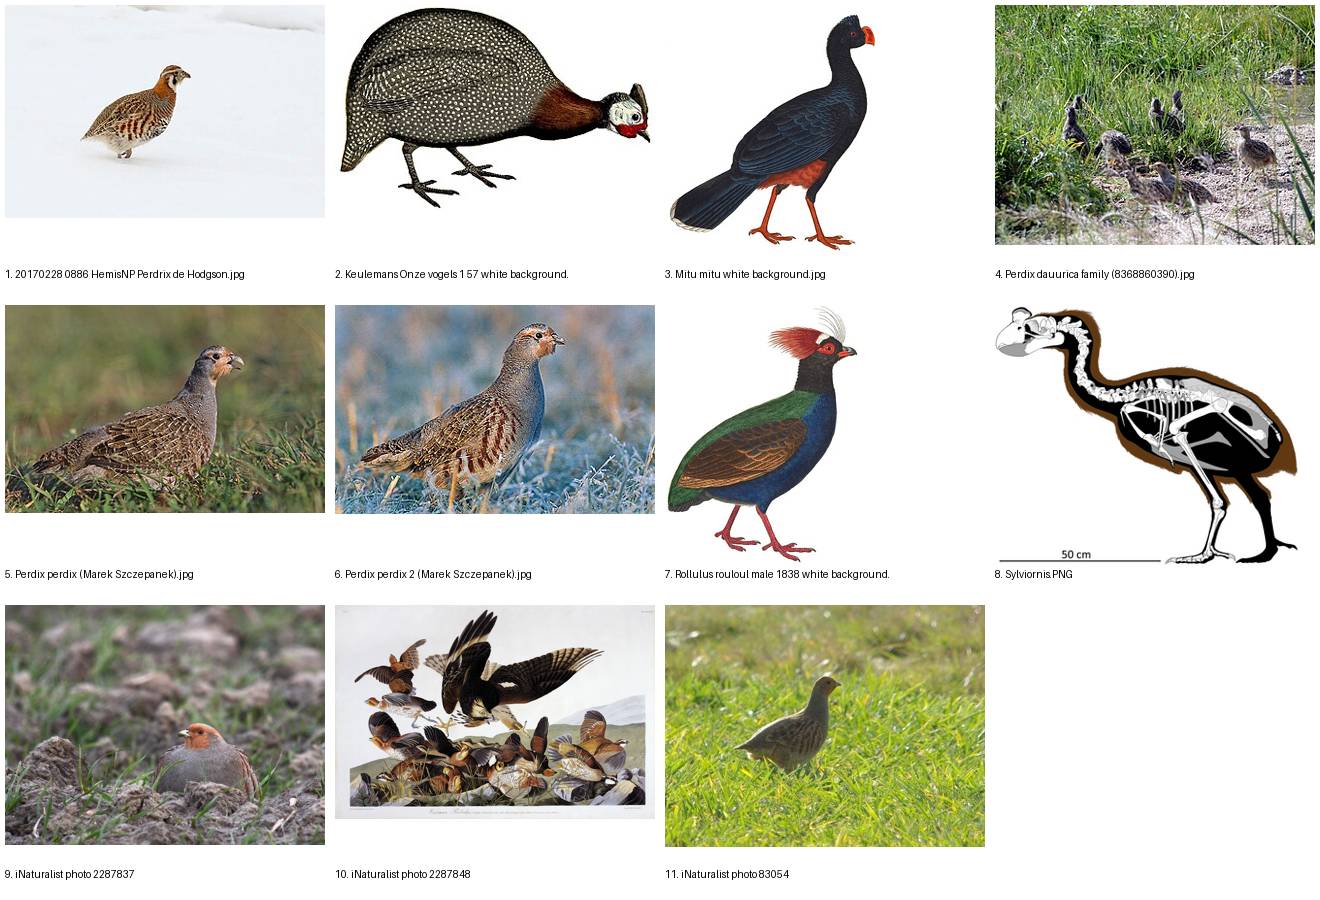 1. 20170228 0886 HemisNP Perdrix de Hodgson.jpg
2. Keulemans Onze vogels 1 57 white background.
3. Mitu mitu white background.jpg
4. Perdix dauurica family (8368860390).jpg
5. Perdix perdix (Marek Szczepanek).jpg
6. Perdix perdix 2 (Marek Szczepanek).jpg
7. Rollulus rouloul male 1838 white background.
50 cm
8. Sylviornis.PNG
9. iNaturalist photo 2287837
10. iNaturalist photo 2287848
11. iNaturalist photo 83054